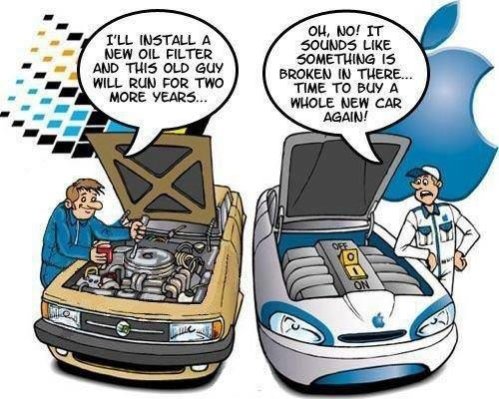 I'LL INSTALL A
NEW OIL FILTER
AND THIS OLD GUY
WILL RUN FOR TWO
MORE YEARS...
OH, NO! IT
SOUNDS LIKE
SOMETHING IS
BROKEN IN THERE...
TIME TO BUY A
WHOLE NEW CAR
AGAIN!
OFF
ON